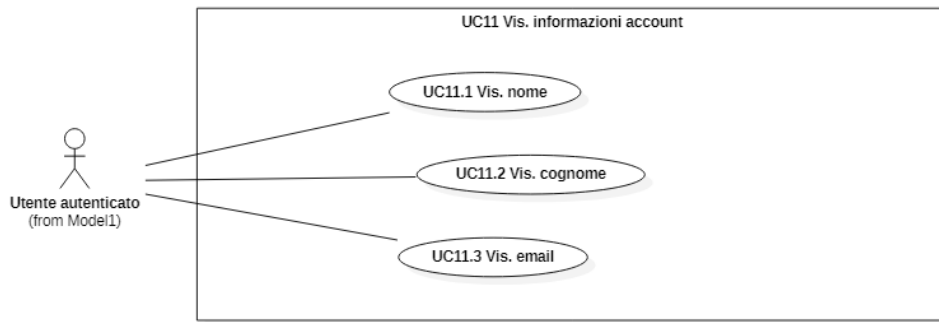 UC11 Vis. informazioni account
UC11.1 Vis. nome
UC11.2 Vis. cognome
Utente autenticato
(from Model1)
UC11.3 Vis. email